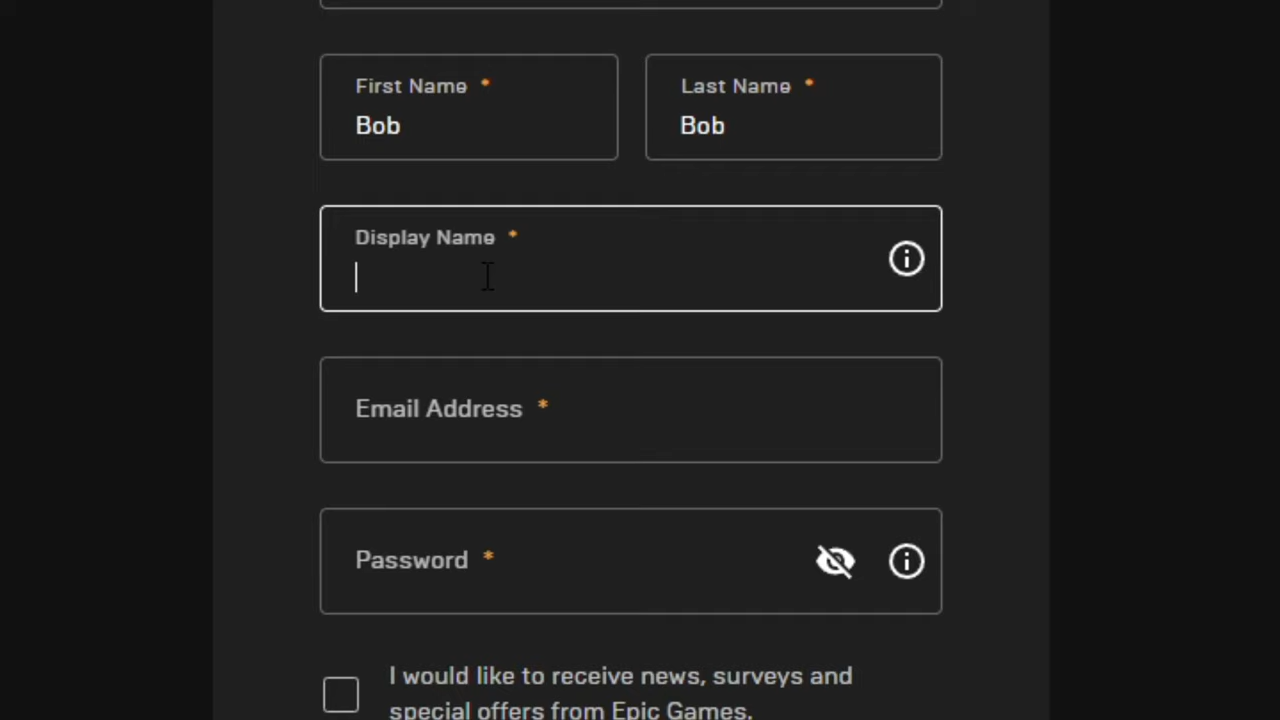 First Name *
Bob
Last Name *
Bob
Display Name *
Email Address *
Password *
I would like to receive news, surveys and
special offers from Epic Games.